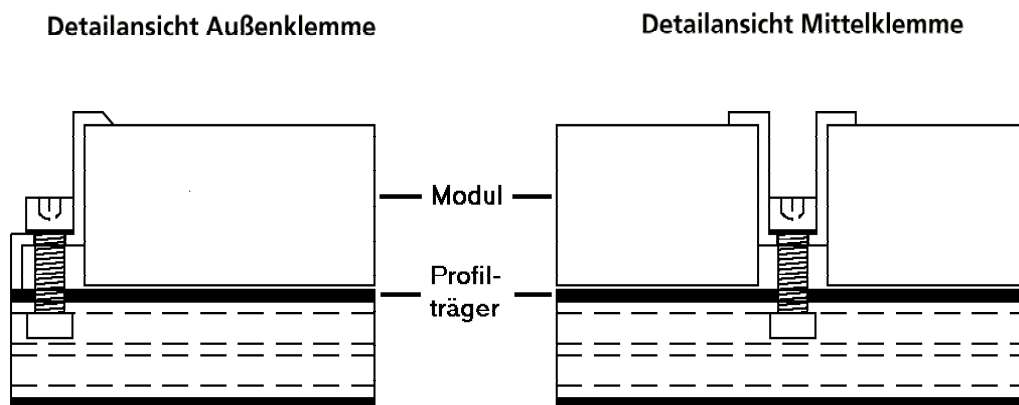 Detailansicht Außenklemme
Detailansicht Mittelklemme
Modul
Profil-
träger